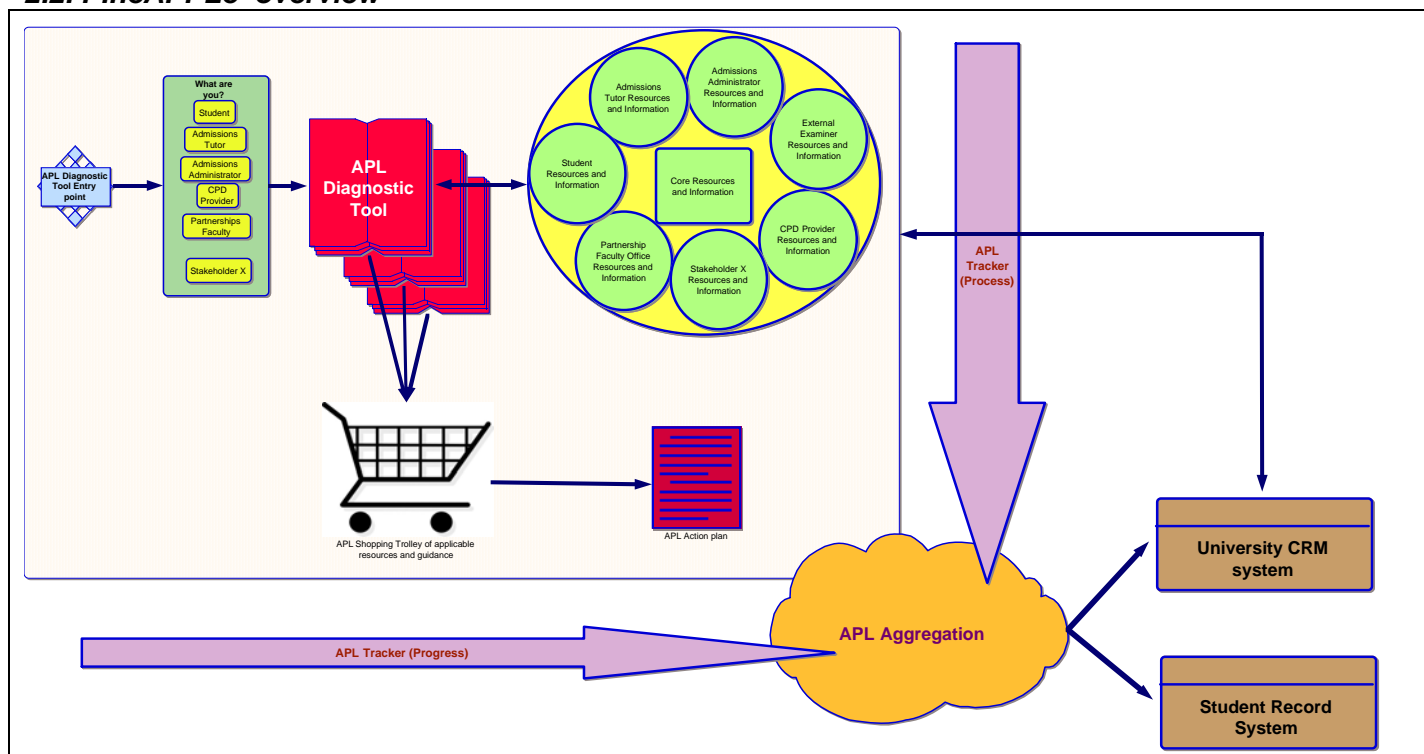 What are
you?
Student
Admissions
Tutor
Admissions
Administrator
CPD
Provider
Partnerships
Faculty
Stakeholder X
APL Diagnostic
Tool Entry
point
APL
Diagnostic
Tool
Admissions
Tutor Resources
and Information
Admissions
Administrator
Resources and
Information
External
Examiner
Resources and
Information
Student
Resources and
Information
Core Resources
and Information
CPD Provider
Resources and
Information
Partnership
Faculty Office
Resources and
Information
Stakeholder X
Resources and
Information
APL
Tracker
(Process)
APL Shopping Trolley of applicable
resources and guidance
APL Action plan
University CRM
system
APL Aggregation
APL Tracker (Progress)
Student Record
System